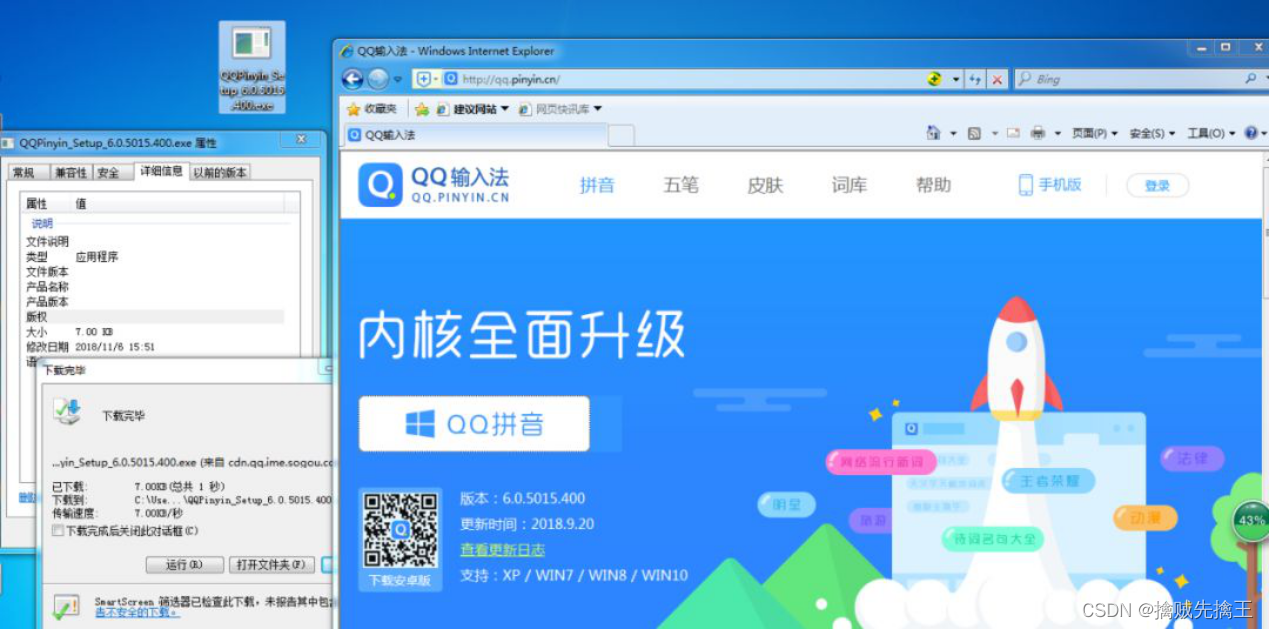 QQPinyin_Se
tup_6.0.5015
.400.exe
QQPinyin_Setup_6.0.5015.400.exe 属性
常规 兼容性 安全 详细信息 以前的版本
属性 值
说明
文件说明
类型 应用程序
文件版本
产品名称
产品版本
版权
大小 7.00 KB
修改日期 2018/11/6 15:51
语
下载完毕
下载完毕
...yin_Setup_6.0.5015.400.exe (来自 cdn.qq.ime.sogou.co
已下载: 7.00KB(总共 1 秒)
下载到: C:\Use...\QQPinyin_Setup_6.0.5015.400
传输速度: 7.00KB/秒
下载完成后关闭此对话框(C)
运行(R) 打开文件夹(F)
SmartScreen 筛选器已检查此下载，未报告其中包
告不安全的下载。
QQ输入法 - Windows Internet Explorer
http://qq.pinyin.cn/
Bing
收藏夹 建议网站 网页快讯库
QQ输入法
页面(P) 安全(S) 工具(O)
QQ输入法
QQ.PINYIN.CN
拼音 五笔 皮肤 词库 帮助 手机版 登录
内核全面升级
QQ拼音
版本：6.0.5015.400
更新时间：2018.9.20
查看更新日志
支持：XP / WIN7 / WIN8 / WIN10
下载安卓版
网络流行新词
法律
王者荣耀
明星
旅游
动漫
诗词名句大全
43%
CSDN @擒贼先擒王